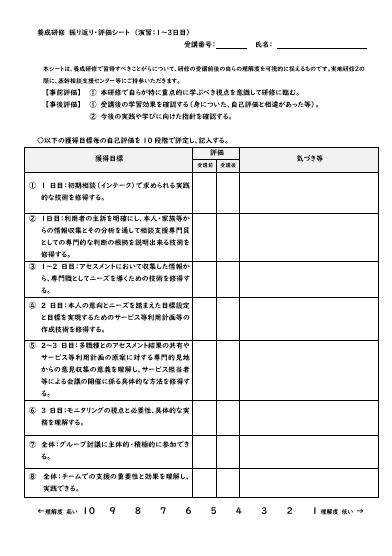 養成研修 振り返り・評価シート (演習:1~3日目)
受講番号: 氏名:
本シートは、養成研修で習得すべきことがらについて、研修の受講前後の自らの理解度を可視的に捉えるものです。実地研修2の
際に、基幹相談支援センター等にご持参いただきます。
【事前評価】 ① 本研修で自らが特に重点的に学ぶべき視点を意識して研修に臨む。
【事後評価】 ① 受講後の学習効果を確認する(身についた、自己評価と相違があった等)。
② 今後の実践や学びに向けた指針を確認する。
○以下の獲得目標毎の自己評価を10段階で評定し、記入する。
獲得目標 評価 気づき等
受講前 受講後
① 1 日目:初期相談(インテーク)で求められる実践
的な技術を修得する。
② 1日目:利用者の主訴を明確にし、本人・家族等か
らの情報収集とその分析を通して相談支援専門員
としての専門的な判断の根拠を説明出来る技術を
修得する。
③ 1~2 日目:アセスメントにおいて収集した情報か
ら、専門職としてニーズを導くための技術を修得す
る。
④ 2 日目:本人の意向とニーズを踏まえた目標設定
と目標を実現するためのサービス等利用計画等の
作成技術を修得する。
⑤ 2~3 日目:多職種とのアセスメント結果の共有や
サービス等利用計画の原案に対する専門的見地
からの意見収集の意義を理解し、サービス担当者
等による会議の開催に係る具体的な方法を修得す
る。
⑥ 3 日目:モニタリングの視点と必要性、具体的な実
務を理解する。
⑦ 全体:グループ討議に主体的・積極的に参加でき
る。
⑧ 全体:チームでの支援の重要性と効果を理解し、
実践できる。
←理解度 高い 10 9 8 7 6 5 4 3 2 1 理解度 低い →